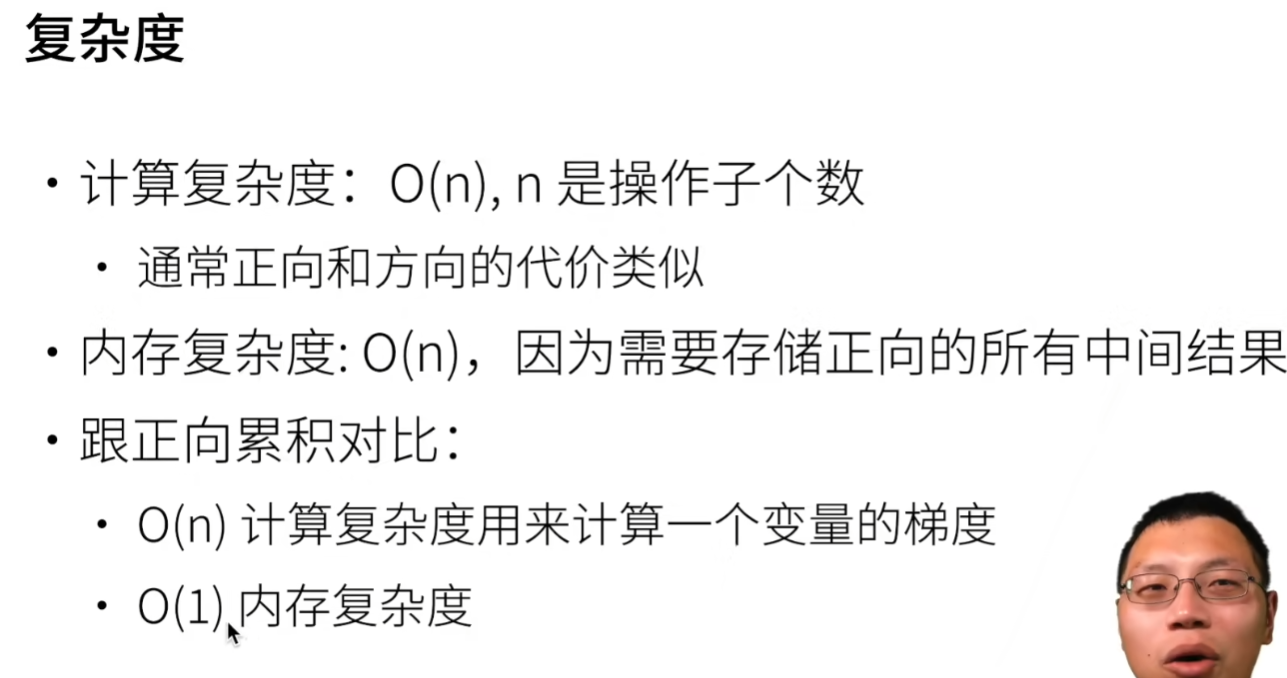 复杂度
• 计算复杂度：O(n), n 是操作子个数
• 通常正向和方向的代价类似
• 内存复杂度: O(n)，因为需要存储正向的所有中间结果
• 跟正向累积对比：
• O(n) 计算复杂度用来计算一个变量的梯度
• O(1) 内存复杂度